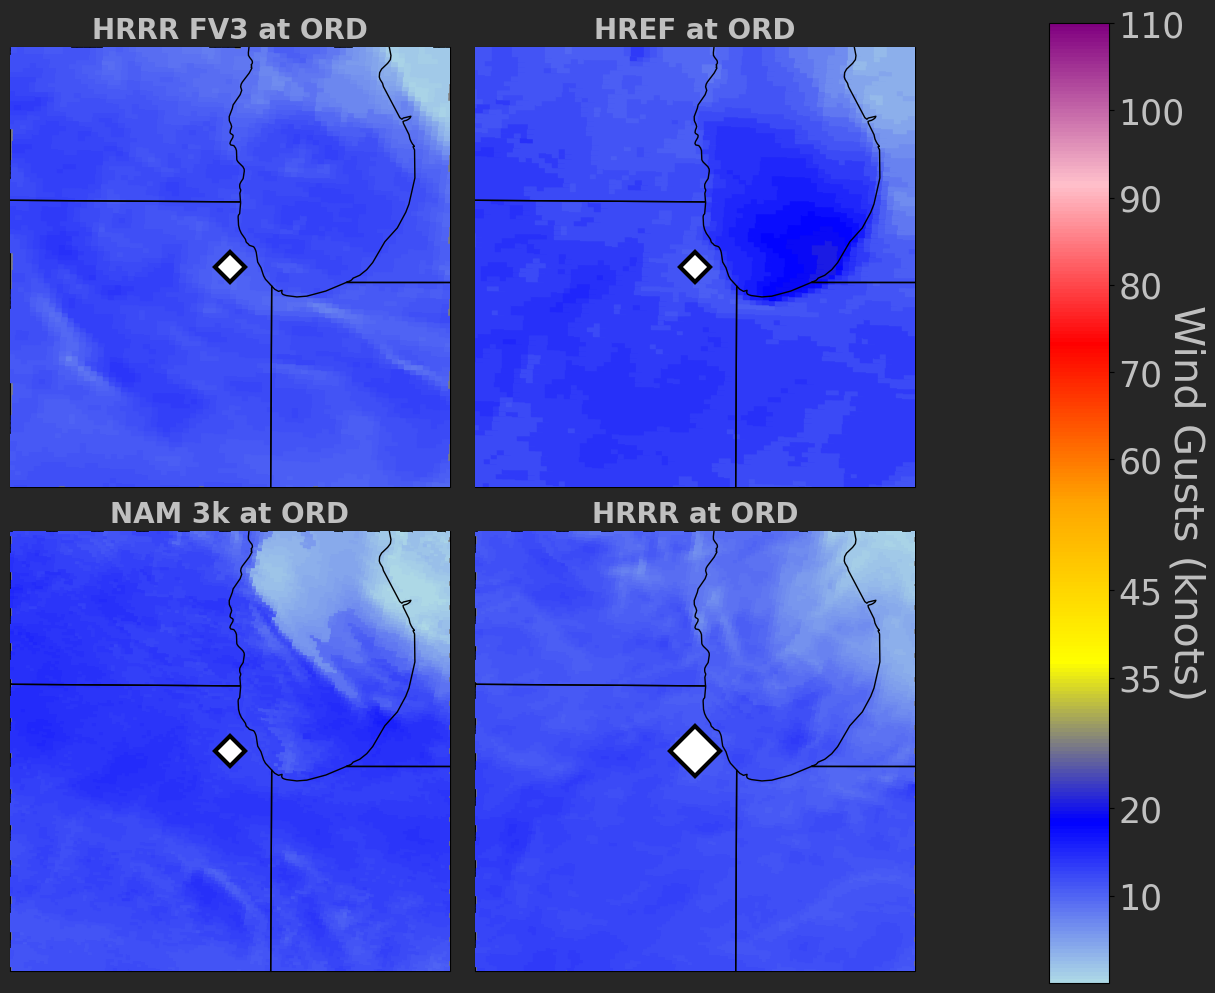 HRRR FV3 at ORD
HREF at ORD
NAM 3k at ORD
HRRR at ORD
110
100
90
80
70
60
45
35
20
10
Wind Gusts (knots)